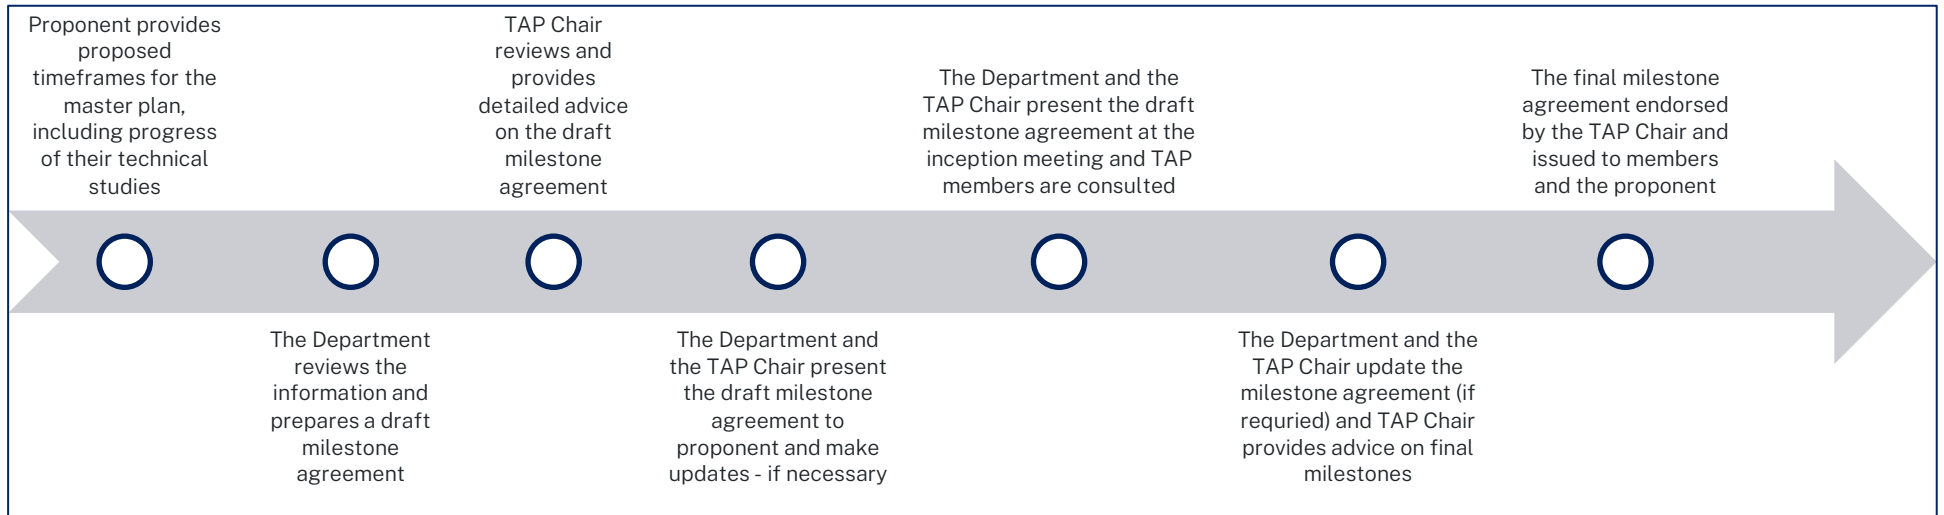 Proponent provides
proposed
timeframes for the
master plan,
including progress
of their technical
studies
The Department
reviews the
information and
prepares a draft
milestone
agreement
TAP Chair
reviews and
provides
detailed advice
on the draft
milestone
agreement
The Department and
the TAP Chair present
the draft milestone
agreement to
proponent and make
updates - if necessary
The Department and the
TAP Chair present the draft
milestone agreement at the
inception meeting and TAP
members are consulted
The Department and the
TAP Chair update the
milestone agreement (if
requried) and TAP Chair
provides advice on final
milestones
The final milestone
agreement endorsed
by the TAP Chair and
issued to members
and the proponent